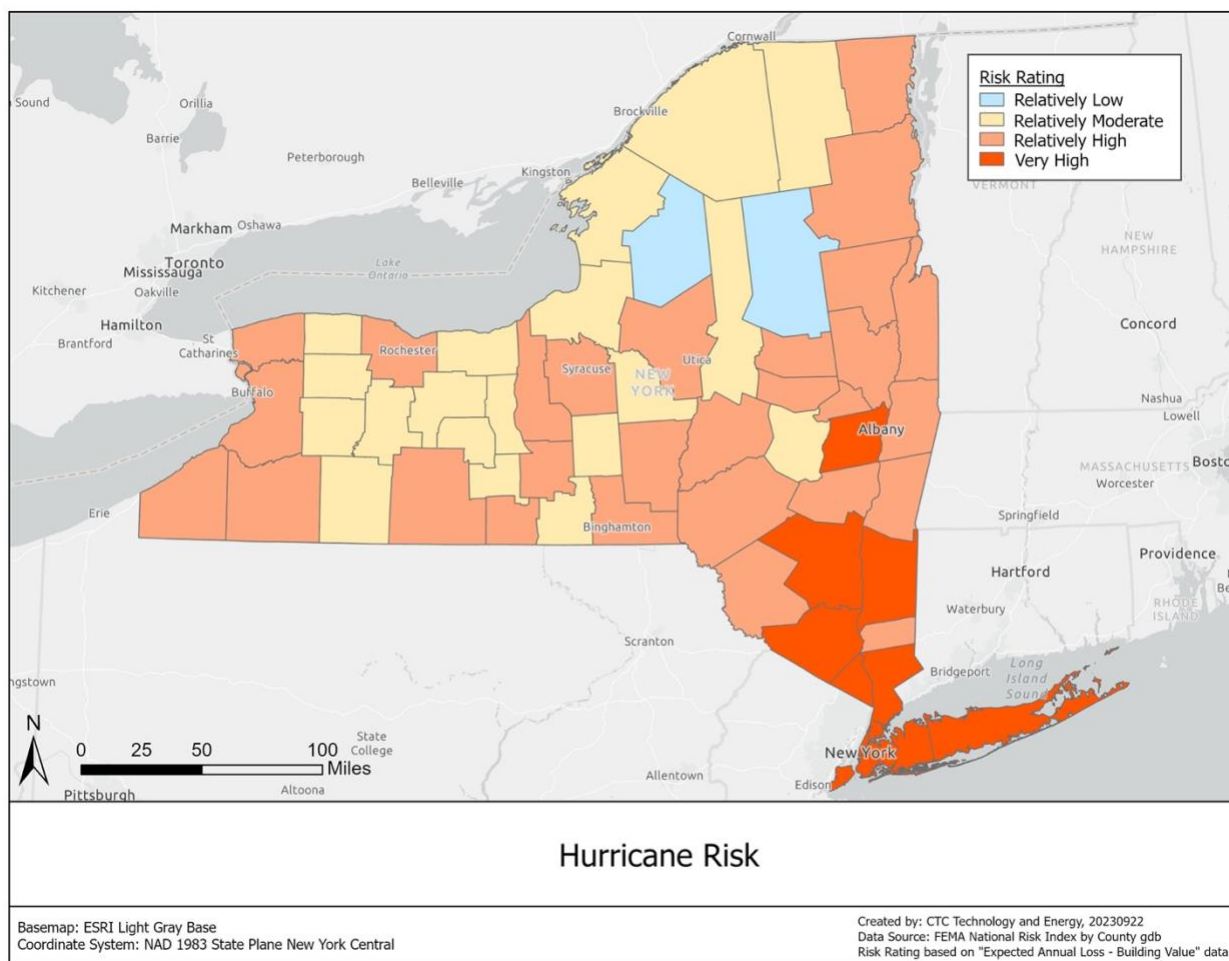 Cornwall
Sound
Orillia
Brockville
Barrie
Peterborough
Kingston
Belleville
Markham
Oshawa
Toronto
Lake
Ontario
Mississauga
Kitchener
Oakville
Hamilton
Brantford
St
Catharines
Rochester
Buffalo
Syracuse
Utica
NEW
YORK
Albany
Erie
Binghamton
Risk Rating
Relatively Low
Relatively Moderate
Relatively High
Very High
VERMONT
NEW
HAMPSHIRE
Concord
Nashua
Lowell
MASSACHUSETTS
Worcester
Bosto
Springfield
Providence
Hartford
Be
Waterbury
RHODE
ISLAND
Scranton
Bridgeport
Long
Island
Sound
ngstown
N
State
College
New York
0 25 50 100
Miles
Allentown
Edison
Pittsburgh
Altoona
Hurricane Risk
Basemap: ESRI Light Gray Base
Coordinate System: NAD 1983 State Plane New York Central
Created by: CTC Technology and Energy, 20230922
Data Source: FEMA National Risk Index by County gdb
Risk Rating based on "Expected Annual Loss - Building Value" data